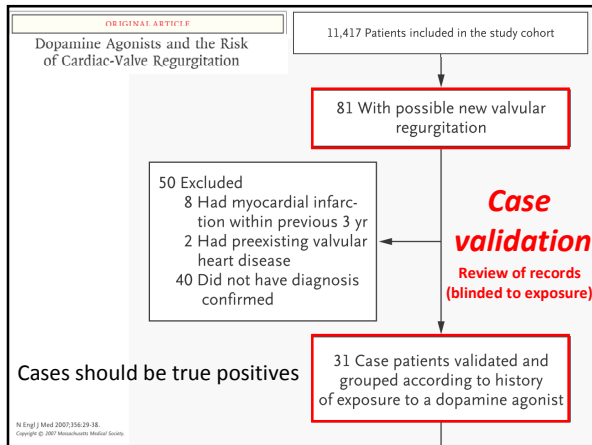 ORIGINAL ARTICLE
Dopamine Agonists and the Risk
of Cardiac-Valve Regurgitation
11,417 Patients included in the study cohort
81 With possible new valvular
regurgitation
50 Excluded
8 Had myocardial infarc-
tion within previous 3 yr
2 Had preexisting valvular
heart disease
40 Did not have diagnosis
confirmed
Case
validation
Review of records
(blinded to exposure)
Cases should be true positives
31 Case patients validated and
grouped according to history
of exposure to a dopamine agonist
N Engl J Med 2007;356:29-38.
Copyright © 2007 Massachusetts Medical Society.